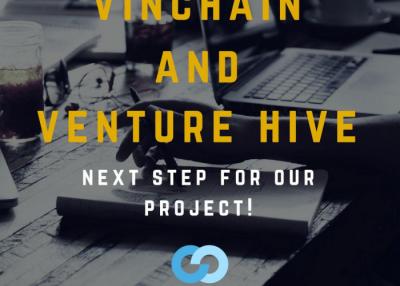 VINCHAIN
AND
VENTURE HIVE
NEXT STEP FOR OUR
PROJECT!